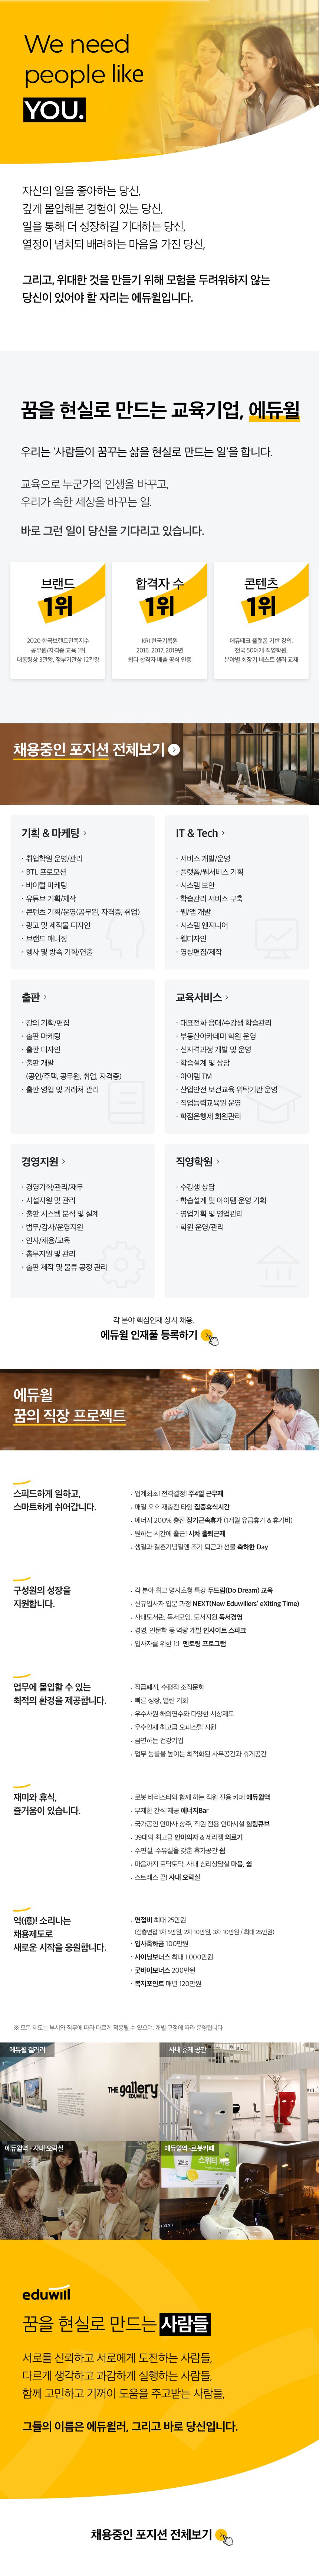 We need
people like
YOU.
자신의 일을 좋아하는 당신,
깊게 몰입해본 경험이 있는 당신,
일을 통해 더 성장하길 기대하는 당신,
열정이 넘치되 배려하는 마음을 가진 당신,
그리고, 위대한 것을 만들기 위해 모험을 두려워하지 않는
당신이 있어야 할 자리는 에듀윌입니다.
꿈을 현실로 만드는 교육기업, 에듀윌
우리는 '사람들이 꿈꾸는 삶을 현실로 만드는 일'을 합니다.
교육으로 누군가의 인생을 바꾸고,
우리가 속한 세상을 바꾸는 일.
바로 그런 일이 당신을 기다리고 있습니다.
브랜드
1위
2020 한국브랜드만족지수
공무원/자격증 교육 1위
대통령상 3관왕, 정부기관상 12관왕
합격자 수
1위
KRI 한국기록원
2016, 2017, 2019년
최다 합격자 배출 공식 인증
콘텐츠
1위
에듀테크 플랫폼 기반 강의,
전국 50여개 직영학원,
분야별 최장기 베스트 셀러 교재
채용중인 포지션 전체보기
기획 & 마케팅 >
· 취업학원 운영/관리
· BTL 프로모션
· 바이럴 마케팅
· 유튜브 기획/제작
· 콘텐츠 기획/운영(공무원, 자격증, 취업)
· 광고 및 제작물 디자인
· 브랜드 매니징
· 행사 및 방송 기획/연출
IT & Tech >
· 서비스 개발/운영
· 플랫폼/웹서비스 기획
· 시스템 보안
· 학습관리 서비스 구축
· 웹/앱 개발
· 시스템 엔지니어
· 웹디자인
· 영상편집/제작
출판 >
· 강의 기획/편집
· 출판 마케팅
· 출판 디자인
· 출판 개발
(공인/주택, 공무원, 취업, 자격증)
· 출판 영업 및 거래처 관리
교육서비스 >
· 대표전화 응대/수강생 학습관리
· 부동산아카데미 학원 운영
· 신자격과정 개발 및 운영
· 학습설계 및 상담
· 아이템 TM
· 산업안전 보건교육 위탁기관 운영
· 직업능력교육원 운영
· 학점은행제 회원관리
경영지원 >
· 경영기획/관리/재무
· 시설지원 및 관리
· 출판 시스템 분석 및 설계
· 법무/감사/운영지원
· 인사/채용/교육
· 총무지원 및 관리
· 출판 제작 및 물류 공정 관리
직영학원 >
· 수강생 상담
· 학습설계 및 아이템 운영 기획
· 영업기획 및 영업관리
· 학원 운영/관리
각 분야 핵심인재 상시 채용,
에듀윌 인재풀 등록하기
에듀윌
꿈의 직장 프로젝트
스피드하게 일하고,
스마트하게 쉬어갑니다.
· 업계최초! 전격결정! 주4일 근무제
· 매일 오후 재충전 타임 집중휴식시간
· 에너지 200% 충전 장기근속휴가 (1개월 유급휴가 & 휴가비)
· 원하는 시간에 출근! 시차 출퇴근제
· 생일과 결혼기념일엔 조기 퇴근과 선물 축하한 Day
구성원의 성장을
지원합니다.
· 각 분야 최고 명사초청 특강 두드림(Do Dream) 교육
· 신규입사자 입문 과정 NEXT(New Eduwillers' eXiting Time)
· 사내도서관, 독서모임, 도서지원 독서경영
· 경영, 인문학 등 역량 개발 인사이트 스파크
· 입사자를 위한 1:1 멘토링 프로그램
업무에 몰입할 수 있는
최적의 환경을 제공합니다.
· 직급폐지, 수평적 조직문화
· 빠른 성장, 열린 기회
· 우수사원 해외연수와 다양한 시상제도
· 우수인재 최고급 오피스텔 지원
· 금연하는 건강기업
· 업무 능률을 높이는 최적화된 사무공간과 휴게공간
재미와 휴식,
즐거움이 있습니다.
· 로봇 바리스타와 함께 하는 직원 전용 카페 에듀윌역
· 무제한 간식 제공 에너지Bar
· 국가공인 안마사 상주, 직원 전용 안마시설 힐링큐브
· 39대의 최고급 안마의자 & 세라젬 의료기
· 수면실, 수유실을 갖춘 휴가공간 쉼
· 마음까지 토닥토닥, 사내 심리상담실 마음, 쉼
· 스트레스 끝! 사내 오락실
억(億)! 소리나는
채용제도로
새로운 시작을 응원합니다.
· 면접비 최대 25만원
(심층면접 1차 5만원, 2차 10만원, 3차 10만원 / 최대 25만원)
· 입사축하금 100만원
· 사이닝보너스 최대 1,000만원
· 굿바이보너스 200만원
· 복지포인트 매년 120만원
※ 모든 제도는 부서와 직무에 따라 다르게 적용될 수 있으며, 개별 규정에 따라 운영됩니다
에듀윌 갤러리
THE gallery
EDUWILL
사내 휴게 공간
에듀윌역 - 사내 오락실
에듀윌역 -로봇카페
eduwill
꿈을 현실로 만드는 사람들
서로를 신뢰하고 서로에게 도전하는 사람들,
다르게 생각하고 과감하게 실행하는 사람들,
함께 고민하고 기꺼이 도움을 주고받는 사람들,
그들의 이름은 에듀윌러, 그리고 바로 당신입니다.
채용중인 포지션 전체보기